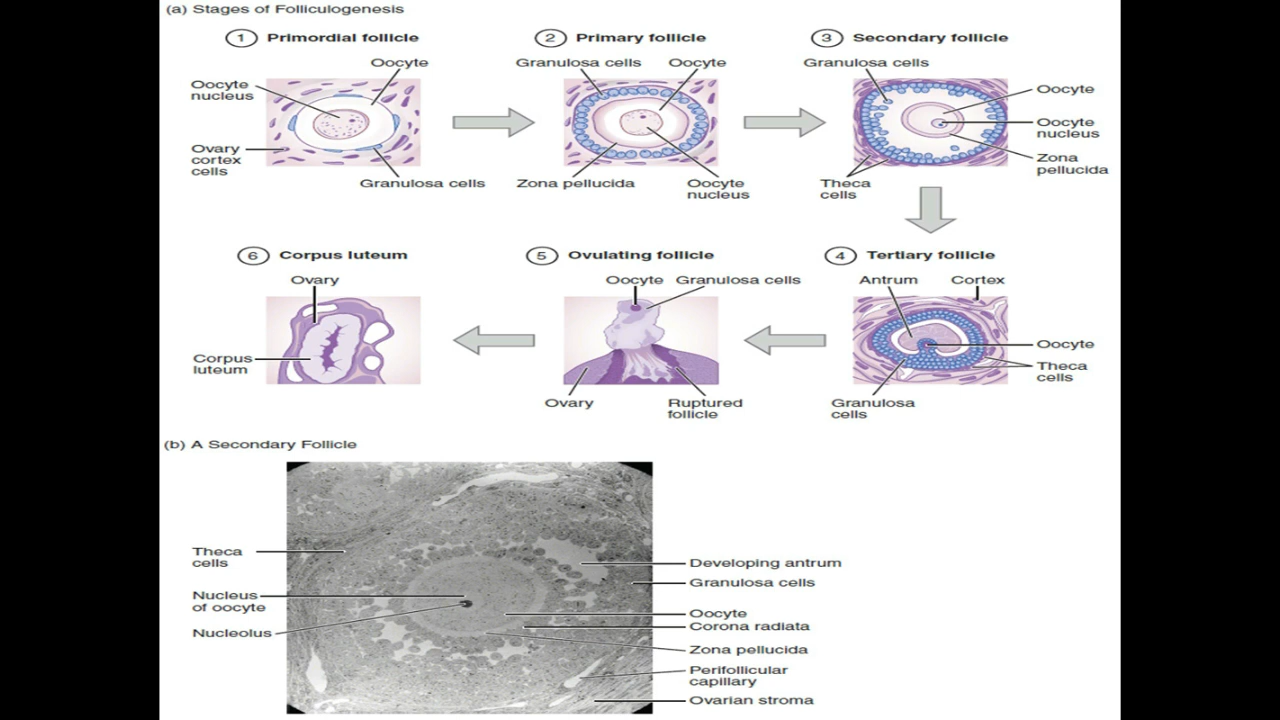 (a) Stages of Folliculogenesis
1 Primordial follicle
Oocyte
Oocyte
nucleus
Ovary
cortex
cells
Granulosa cells
2 Primary follicle
Granulosa cells Oocyte
Zona pellucida
Oocyte
nucleus
3 Secondary follicle
Granulosa cells
Oocyte
Oocyte
nucleus
Zona
pellucida
Theca
cells
4 Tertiary follicle
Antrum Cortex
Oocyte
Theca
cells
Granulosa
cells
5 Ovulating follicle
Oocyte Granulosa cells
Ovary
Ruptured
follicle
6 Corpus luteum
Ovary
Corpus
luteum
(b) A Secondary Follicle
Theca
cells
Nucleus
of oocyte
Nucleolus
Developing antrum
Granulosa cells
Oocyte
Corona radiata
Zona pellucida
Perifollicular
capillary
Ovarian stroma